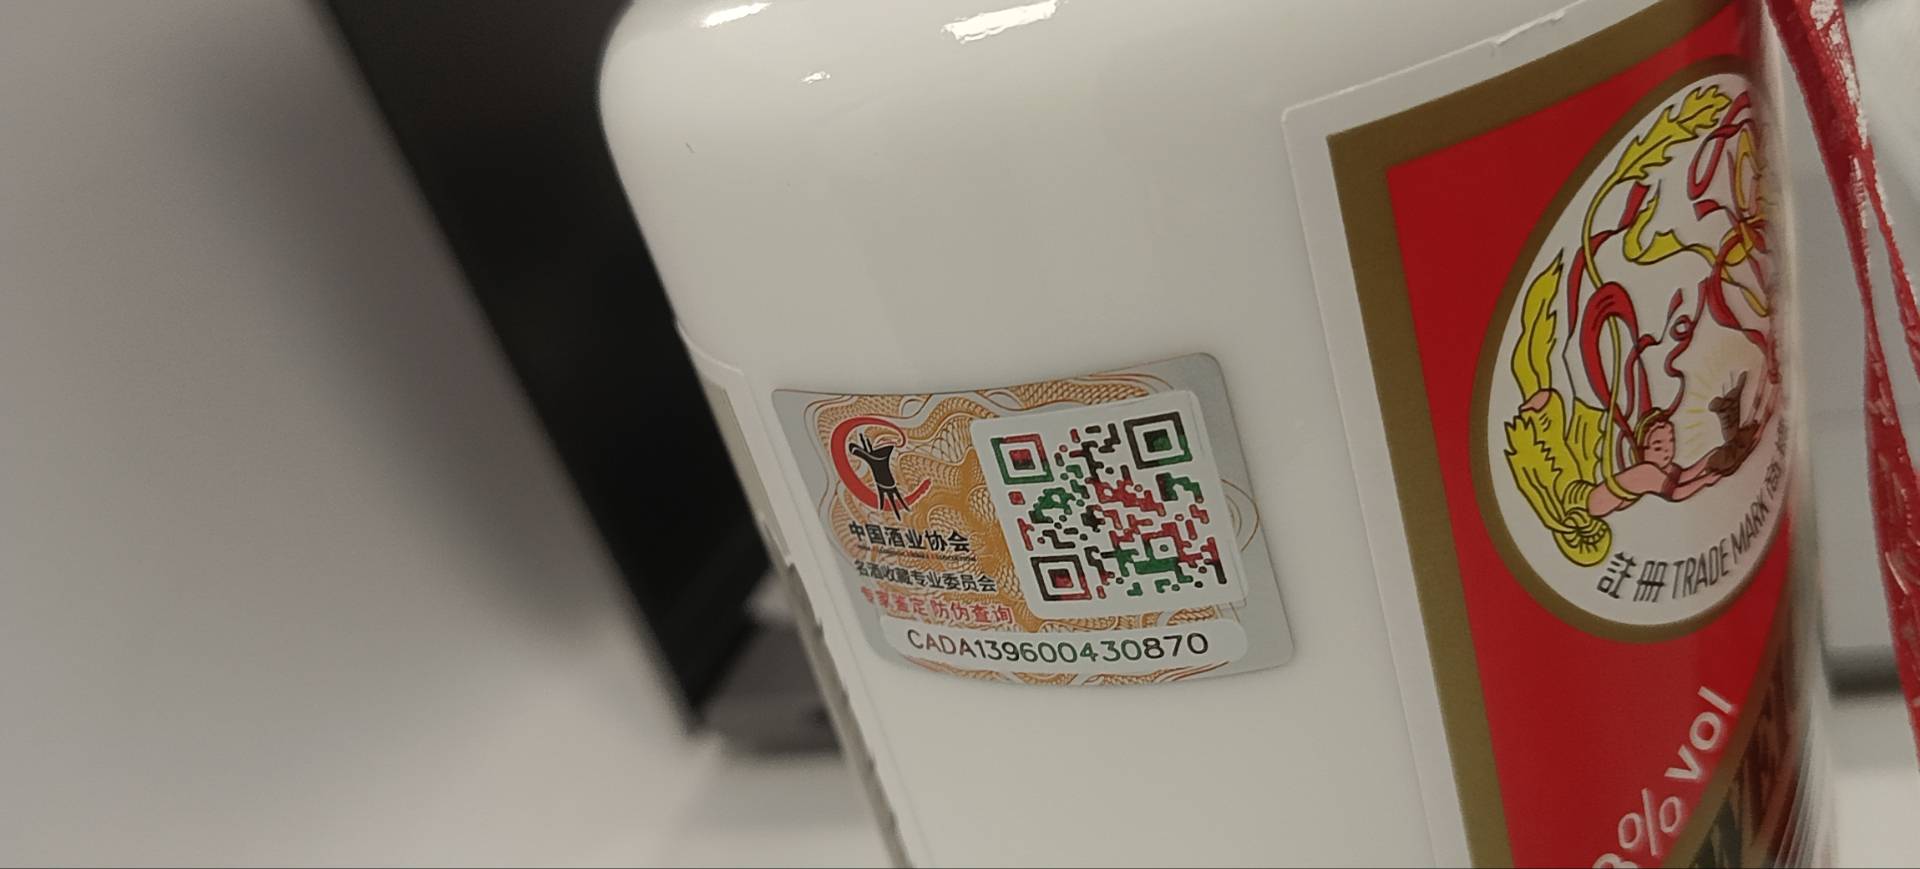 中国酒业协会
名酒收藏专业委员会
专家鉴定防伪查询
CADA139600430870
註册 TRADE MARK
% vol